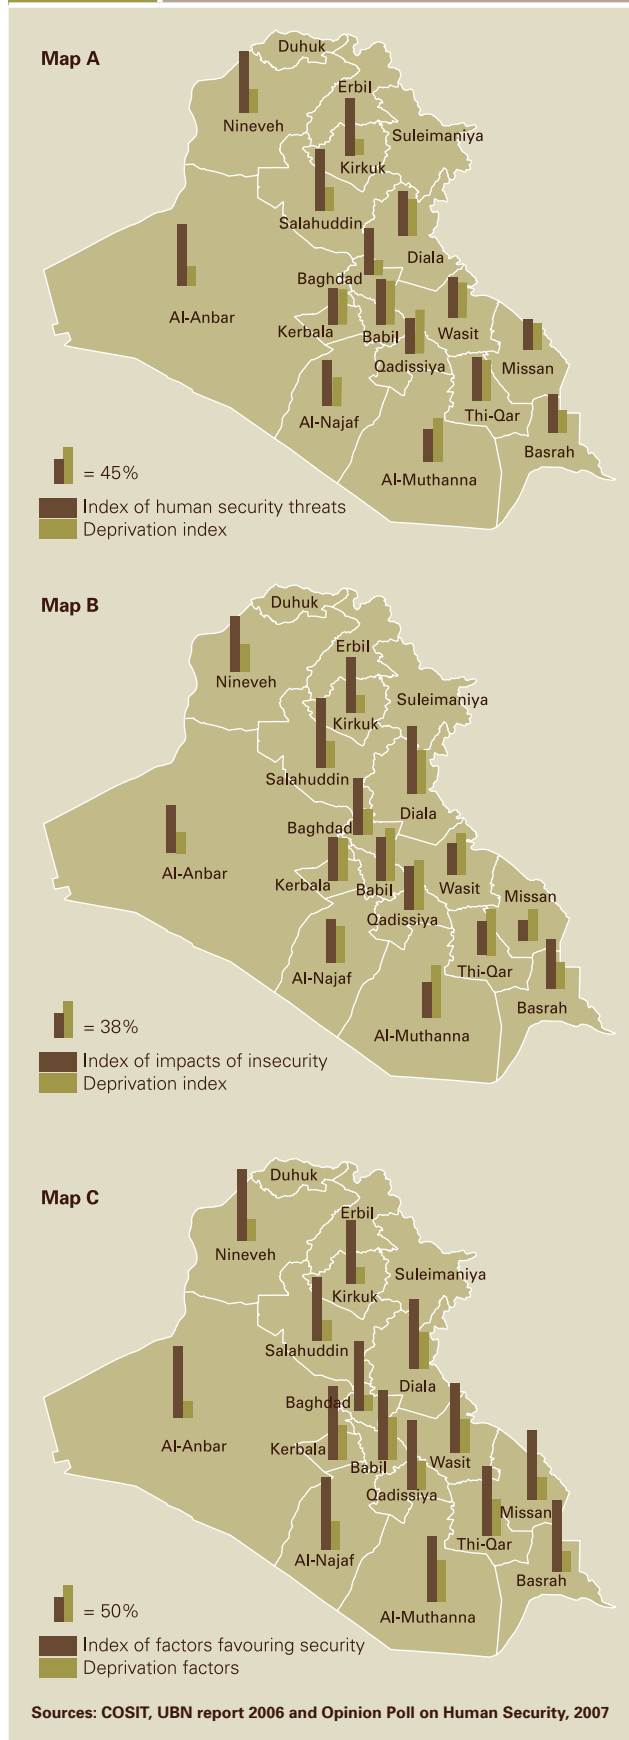 Map A
Duhuk
Erbil
Nineveh
Suleimaniya
Kirkuk
Salahuddin
Diala
Baghdad
Al-Anbar
Kerbala
Babil
Wasit
Qadissiya
Missan
Al-Najaf
Thi-Qar
Basrah
Al-Muthanna
= 45%
Index of human security threats
Deprivation index
Map B
Duhuk
Erbil
Nineveh
Suleimaniya
Kirkuk
Salahuddin
Diala
Baghdad
Al-Anbar
Kerbala
Babil
Wasit
Missan
Qadissiya
Al-Najaf
Thi-Qar
Basrah
Al-Muthanna
= 38%
Index of impacts of insecurity
Deprivation index
Map C
Duhuk
Erbil
Nineveh
Suleimaniya
Kirkuk
Salahuddin
Diala
Baghdad
Al-Anbar
Kerbala
Babil
Wasit
Qadissiya
Missan
Thi-Qar
Al-Najaf
Basrah
Al-Muthanna
= 50%
Index of factors favouring security
Deprivation factors
Sources: COSIT, UBN report 2006 and Opinion Poll on Human Security, 2007